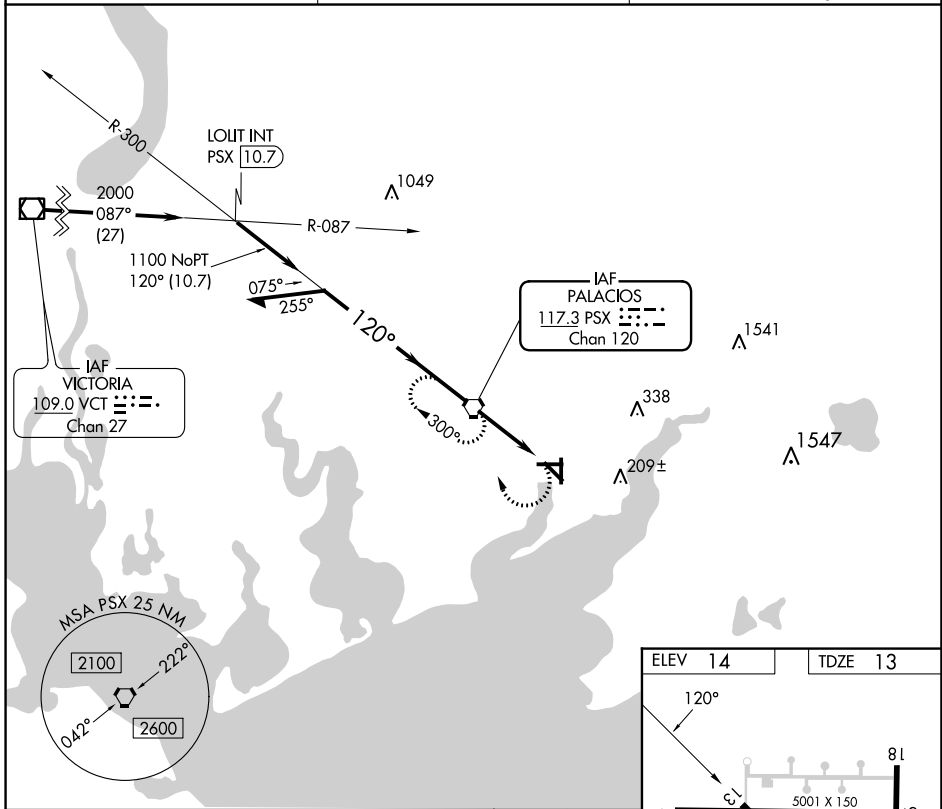 R-300
LOLIT INT
PSX 10.7
1049
2000
087°
(27)
R-087
1100 NoPT
120° (10.7)
075°
255°
120°
IAF
PALACIOS
117.3 PSX
Chan 120
1541
IAF
VICTORIA
109.0 VCT
Chan 27
338
300°
1547
209±
MSA PSX 25 NM
2100
222°
042°
2600
ELEV 14
TDZE 13
120°
18
13
5001 X 150